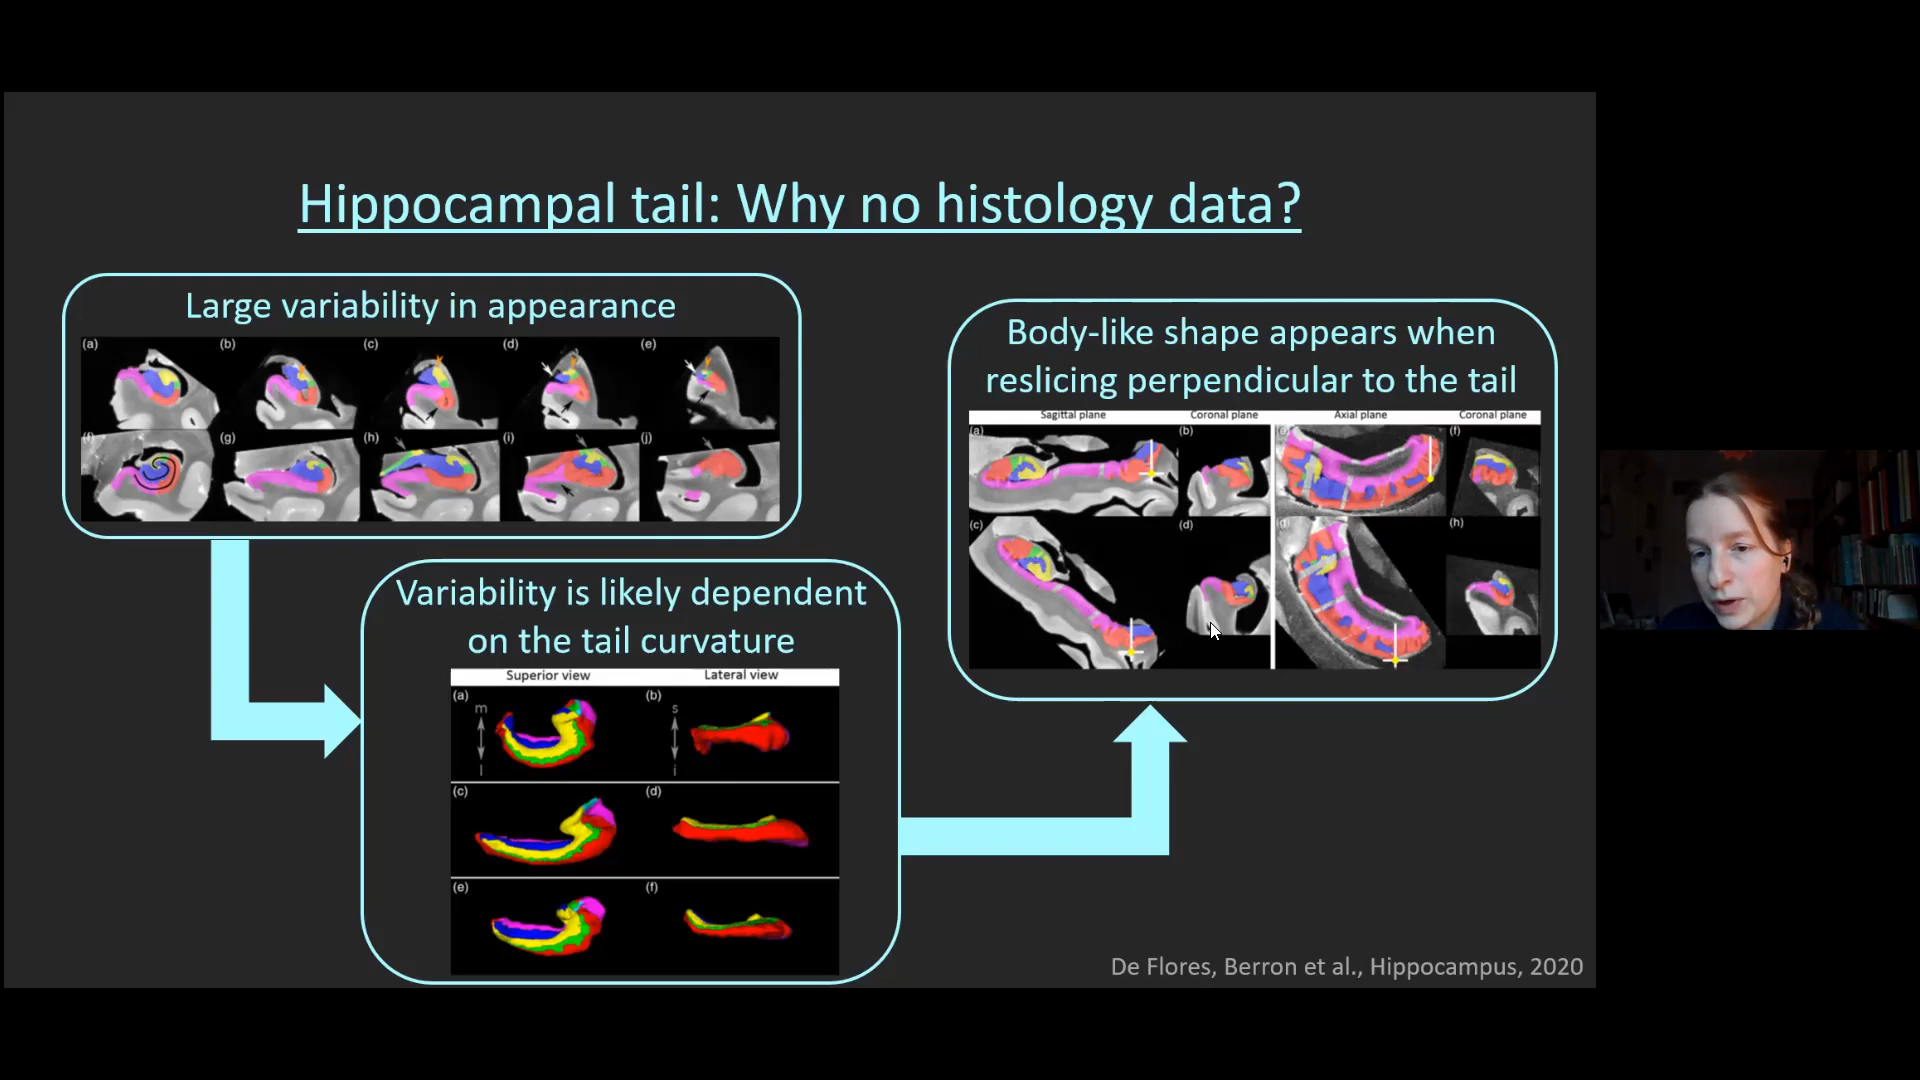 Hippocampal tail: Why no histology data?
Large variability in appearance
(a) (b) (c) (d) (e)
(f) (g) (h) (i) (j)
Variability is likely dependent
on the tail curvature
Superior view Lateral view
(a) (b)
m s
l i
(c) (d)
(e) (f)
Body-like shape appears when
reslicing perpendicular to the tail
Sagittal plane Coronal plane Axial plane Coronal plane
(a) (b) (e) (f)
(c) (d) (g) (h)
De Flores, Berron et al., Hippocampus, 2020